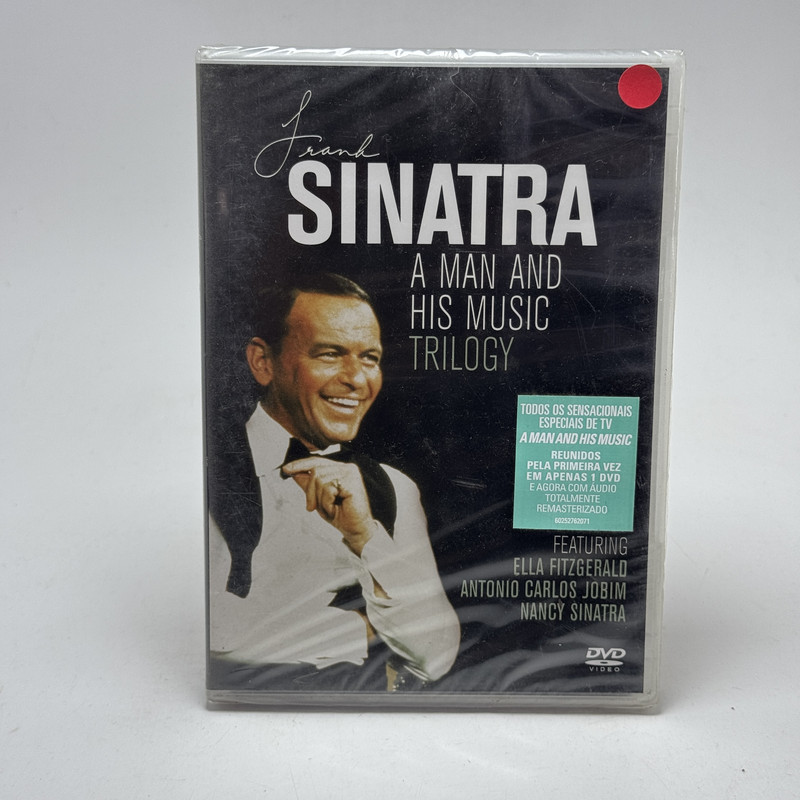 Frank
SINATRA
A MAN AND
HIS MUSIC
TRILOGY
TODOS OS SENSACIONAIS
ESPECIAIS DE TV
A MAN AND HIS MUSIC
REUNIDOS
PELA PRIMEIRA VEZ
EM APENAS 1 DVD
E AGORA COM ÁUDIO
TOTALMENTE
REMASTERIZADO
60252762071
FEATURING
ELLA FITZGERALD
ANTONIO CARLOS JOBIM
NANCY SINATRA
DVD
VIDEO